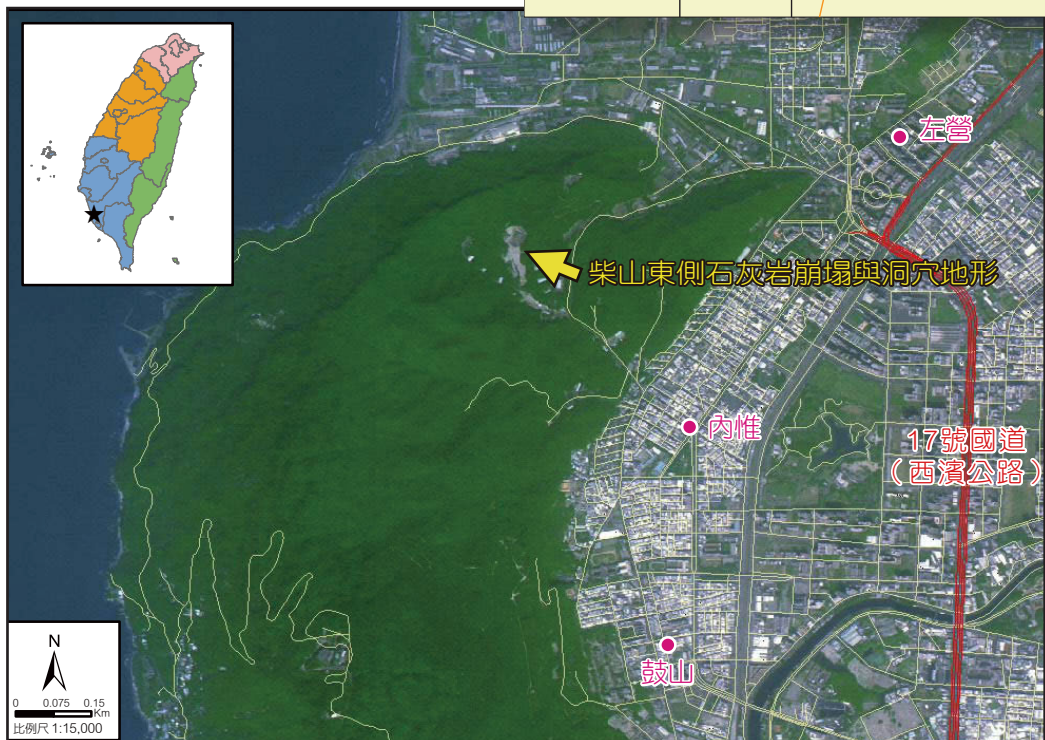 左營
柴山東側石灰岩崩塌與洞穴地形
內惟
17號國道
（西濱公路）
鼓山
N
0 0.075 0.15
Km
比例尺 1:15,000